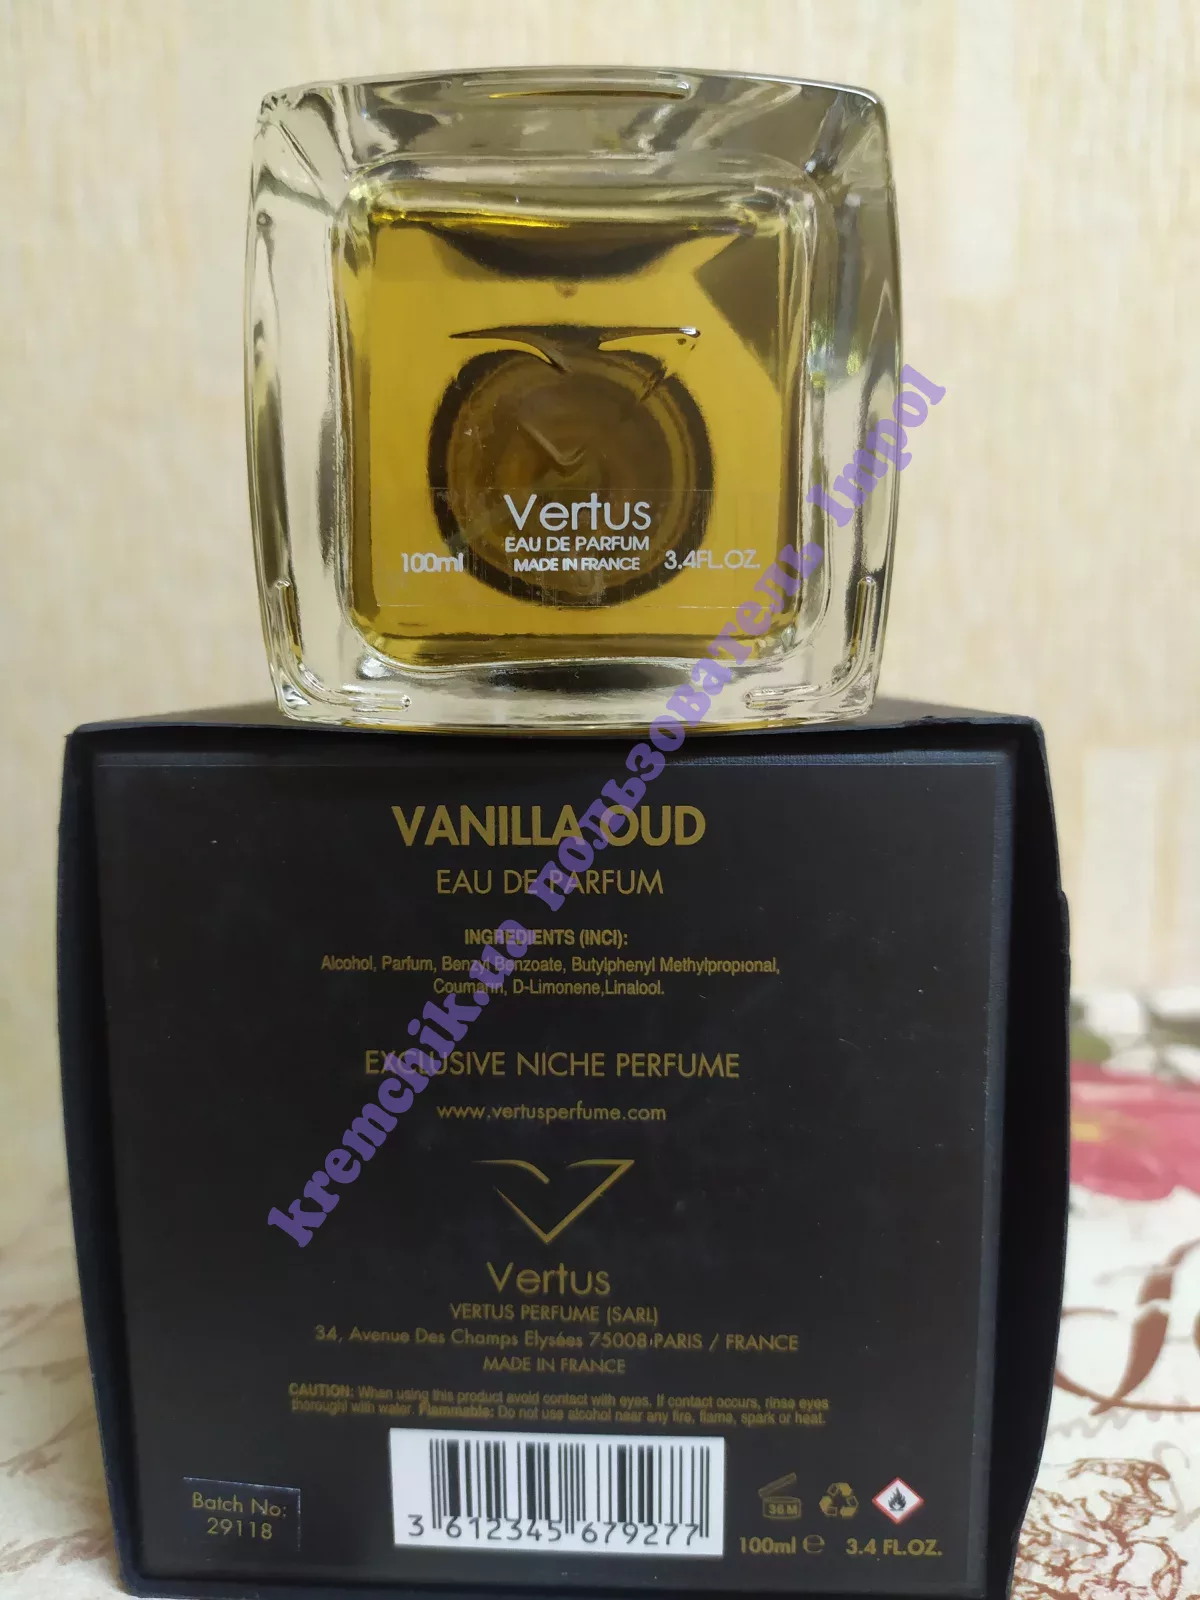 Vertus
EAU DE PARFUM
100ml MADE IN FRANCE 3.4FL.OZ.
VANILLA OUD
EAU DE PARFUM
INGREDIENTS (INCI):
Alcohol, Parfum, Benzyl Benzoate, Butylphenyl Methylpropional,
Coumarin, D-Limonene,Linalool.
EXCLUSIVE NICHE PERFUME
www.vertusperfume.com
Vertus
VERTUS PERFUME (SARL)
34, Avenue Des Champs Elysées 75008 PARIS / FRANCE
MADE IN FRANCE
CAUTION: When using this product avoid contact with eyes. If contact occurs, rinse eyes
thoroughl with water. Flammable: Do not use alcohol near any fire, flame, spark or heat.
Batch No:
29118
3 612345 679277
36 M
100ml e 3.4 FL.OZ.
kremchik.ua пользователь Impol